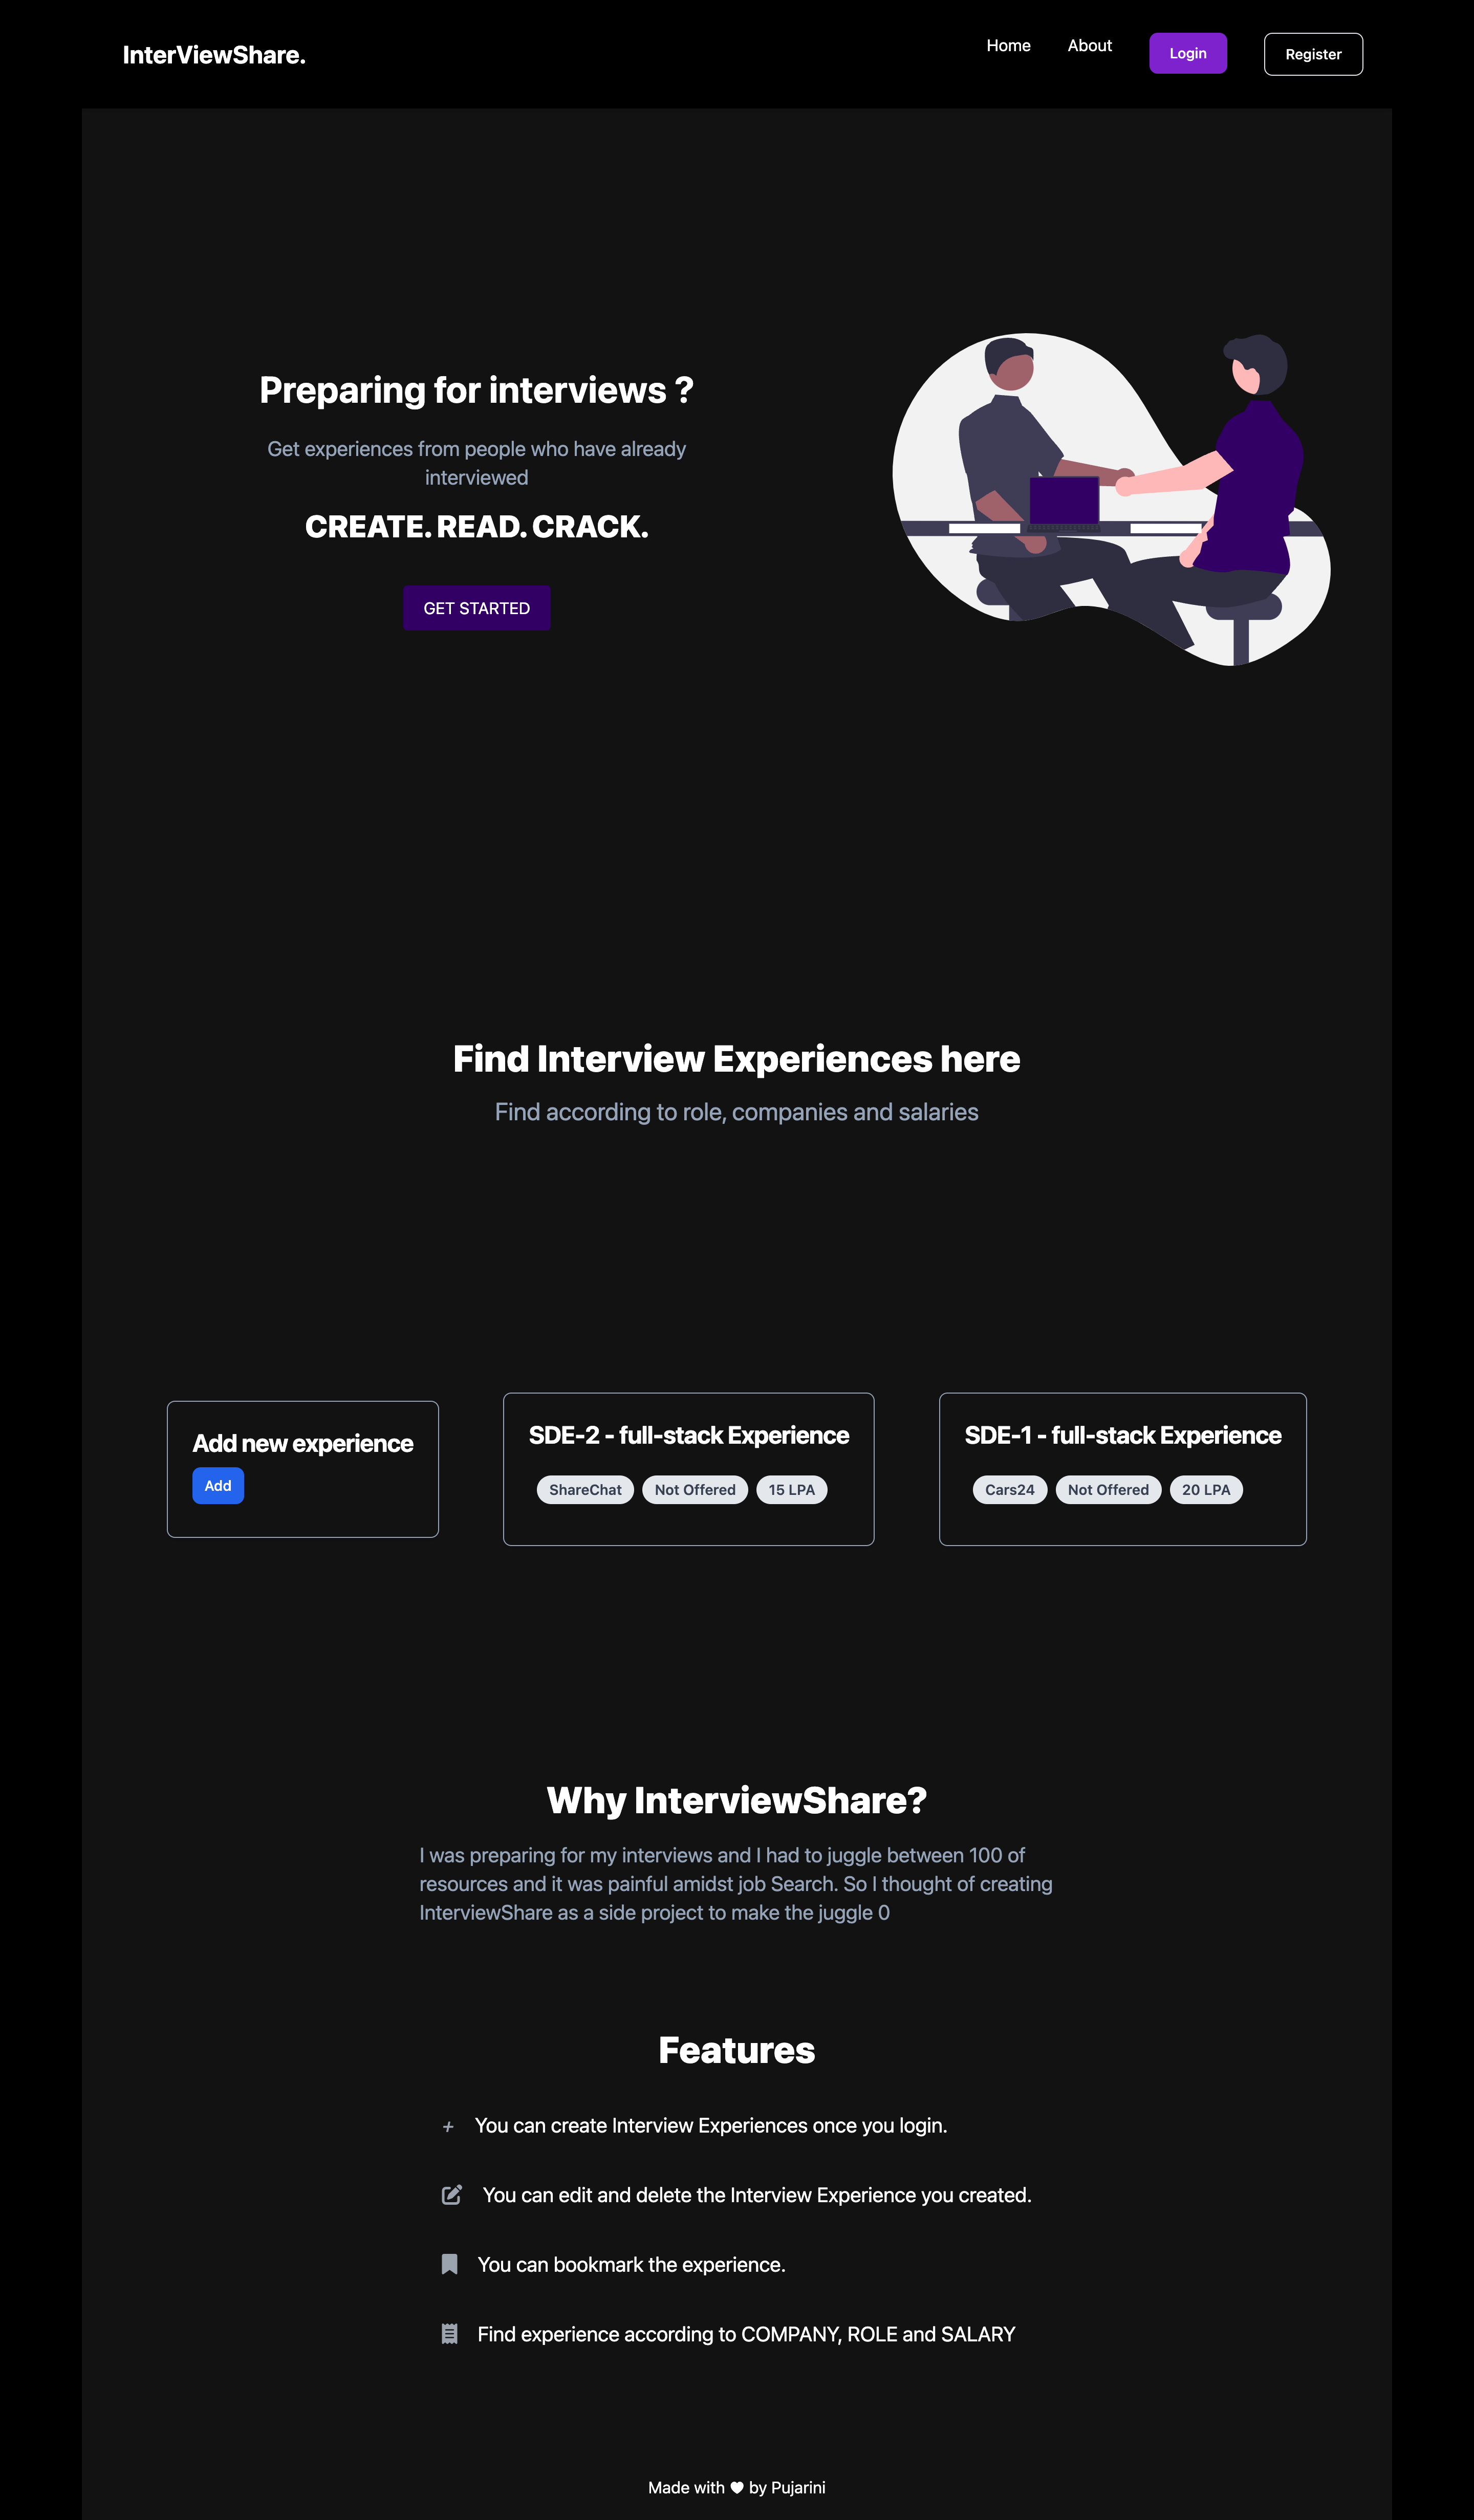 InterViewShare.
Home
About
Login
Register
Preparing for interviews ?
Get experiences from people who have already
interviewed
CREATE. READ. CRACK.
GET STARTED
Find Interview Experiences here
Find according to role, companies and salaries
Add new experience
Add
SDE-2 - full-stack Experience
ShareChat
Not Offered
15 LPA
SDE-1 - full-stack Experience
Cars24
Not Offered
20 LPA
Why InterviewShare?
I was preparing for my interviews and I had to juggle between 100 of
resources and it was painful amidst job Search. So I thought of creating
InterviewShare as a side project to make the juggle 0
Features
You can create Interview Experiences once you login.
You can edit and delete the Interview Experience you created.
You can bookmark the experience.
Find experience according to COMPANY, ROLE and SALARY
Made with ♥ by Pujarini